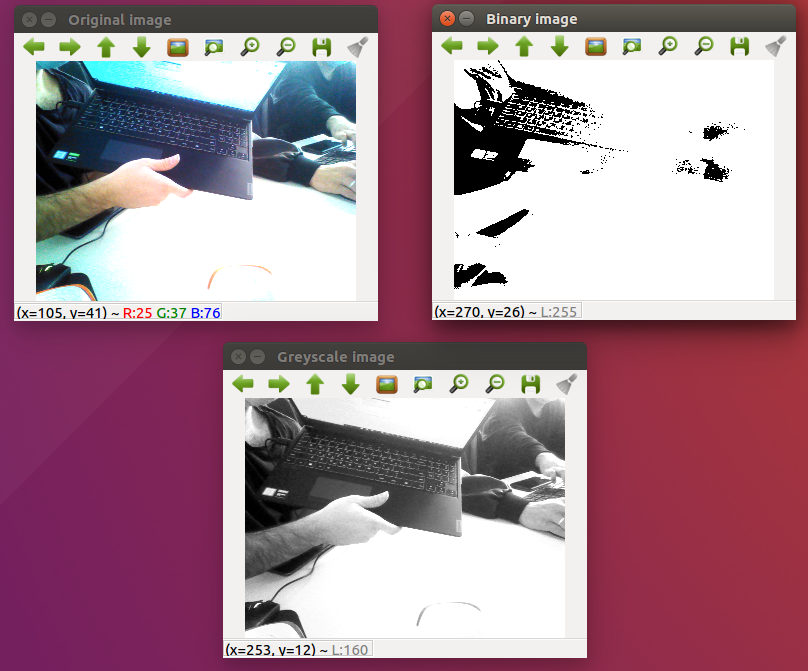 Original image
Binary image
(x=105, y=41) ~ R:25 G:37 B:76
(x=270, y=26) ~ L:255
Greyscale image
(x=253, y=12) ~ L:160